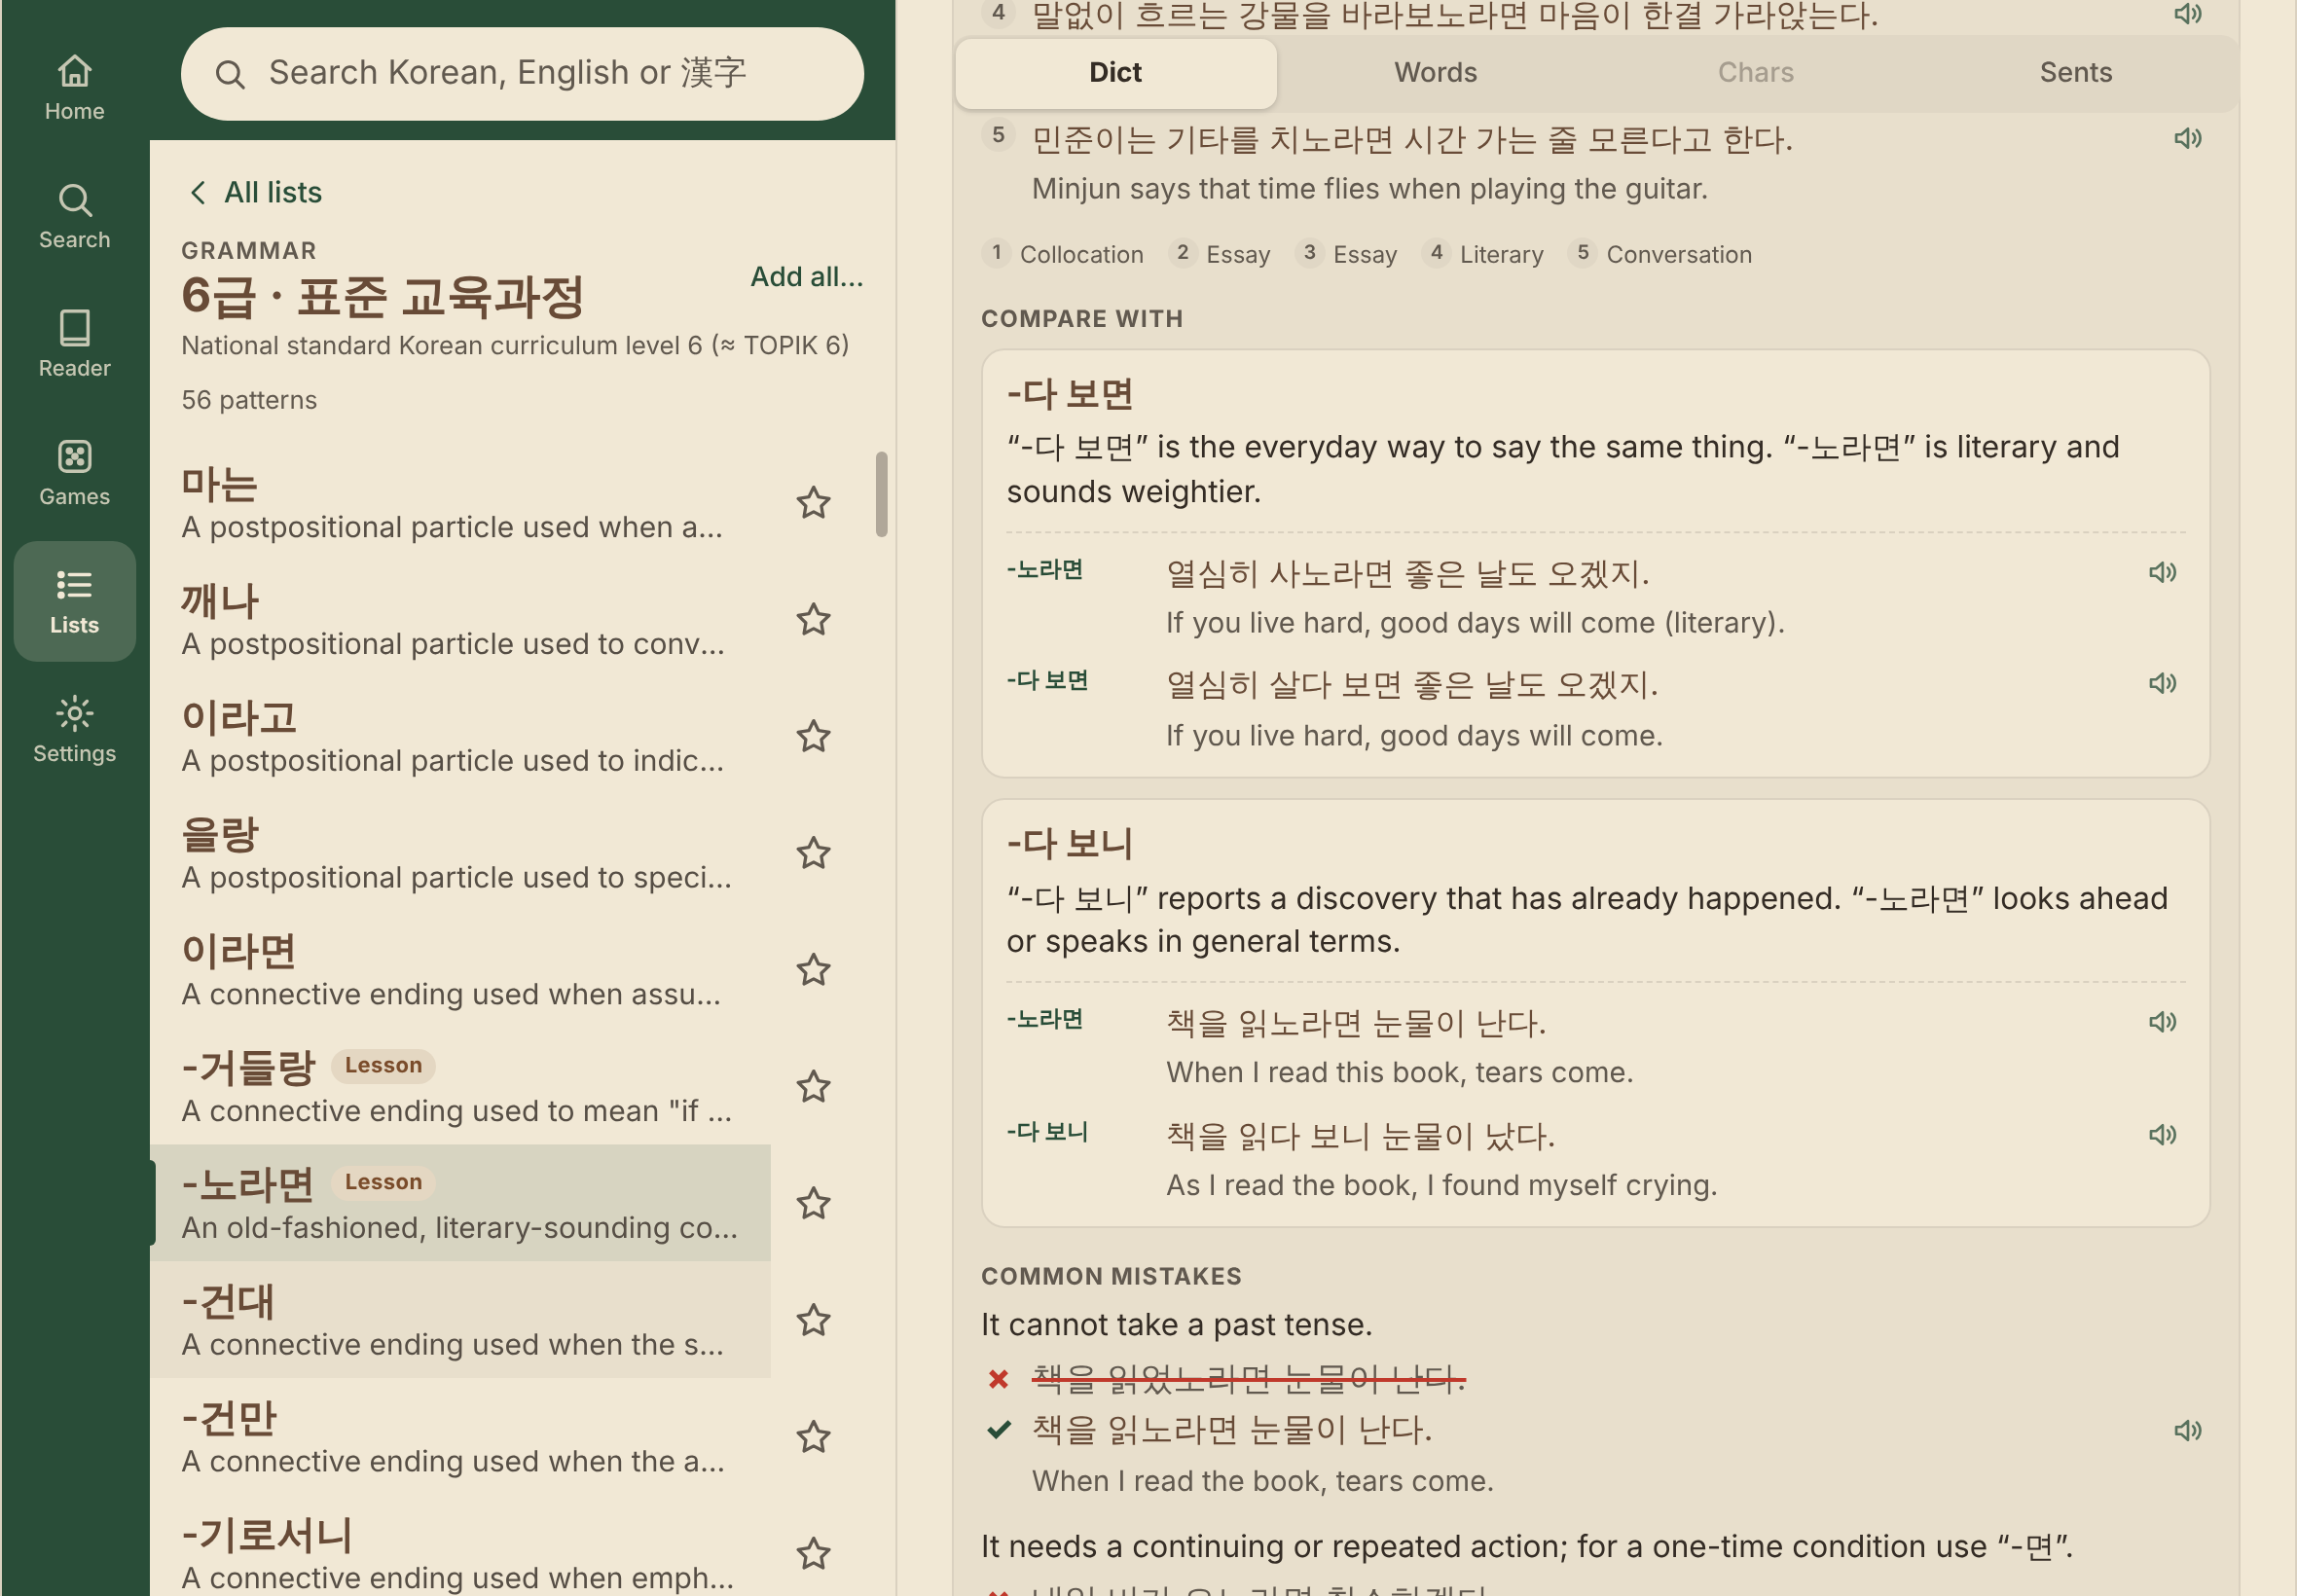 Home
Search
Reader
Games
Lists
Settings
Search Korean, English or 漢字
All lists
GRAMMAR
6급 · 표준 교육과정
Add all...
National standard Korean curriculum level 6 (≈ TOPIK 6)
56 patterns
마는
A postpositional particle used when a...
깨나
A postpositional particle used to conv...
이라고
A postpositional particle used to indic...
을랑
A postpositional particle used to speci...
이라면
A connective ending used when assu...
-거들랑 Lesson
A connective ending used to mean "if ...
-노라면 Lesson
An old-fashioned, literary-sounding co...
-건대
A connective ending used when the s...
-건만
A connective ending used when the a...
-기로서니
A connective ending used when emph...
4 말없이 흐르는 강물을 바라보노라면 마음이 한결 가라앉는다.
Dict Words Chars Sents
5 민준이는 기타를 치노라면 시간 가는 줄 모른다고 한다.
Minjun says that time flies when playing the guitar.
1 Collocation 2 Essay 3 Essay 4 Literary 5 Conversation
COMPARE WITH
-다 보면
“-다 보면” is the everyday way to say the same thing. “-노라면” is literary and
sounds weightier.
-노라면 열심히 사노라면 좋은 날도 오겠지.
If you live hard, good days will come (literary).
-다 보면 열심히 살다 보면 좋은 날도 오겠지.
If you live hard, good days will come.
-다 보니
“-다 보니” reports a discovery that has already happened. “-노라면” looks ahead
or speaks in general terms.
-노라면 책을 읽노라면 눈물이 난다.
When I read this book, tears come.
-다 보니 책을 읽다 보니 눈물이 났다.
As I read the book, I found myself crying.
COMMON MISTAKES
It cannot take a past tense.
책을 읽었노라면 눈물이 난다.
책을 읽노라면 눈물이 난다.
When I read the book, tears come.
It needs a continuing or repeated action; for a one-time condition use “-면”.